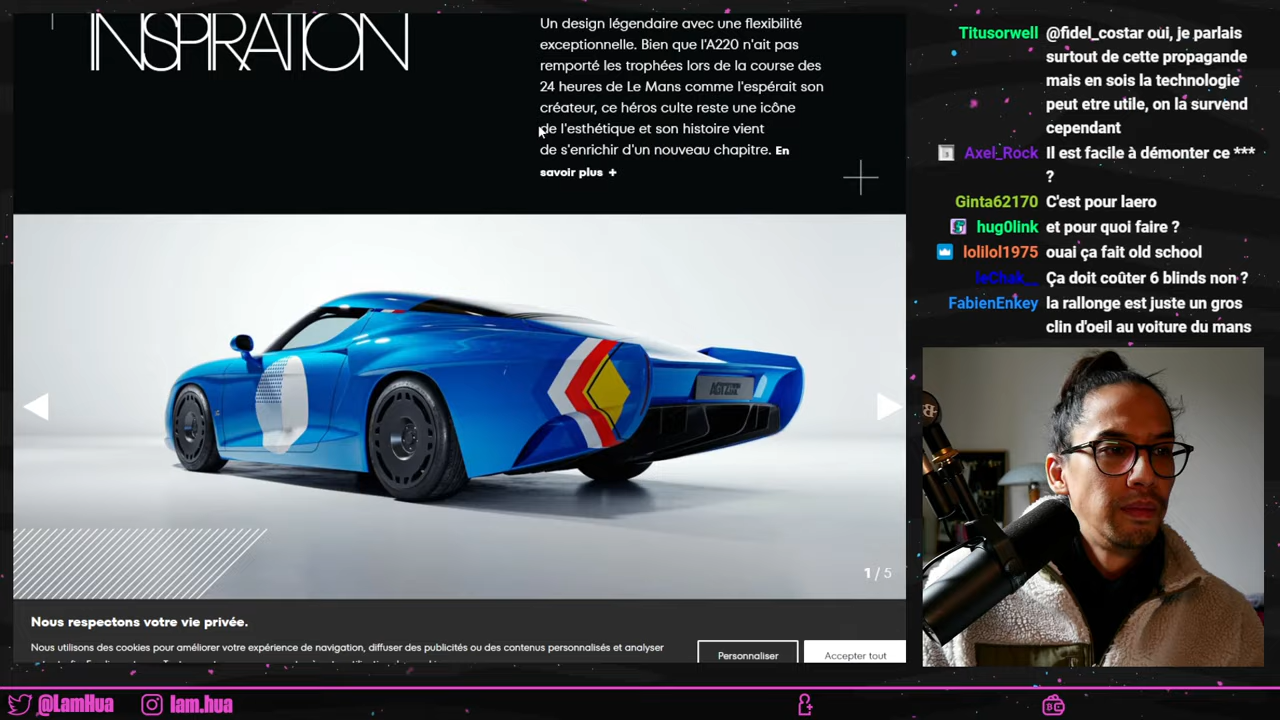 INSPIRATION
Un design légendaire avec une flexibilité
exceptionnelle. Bien que l'A220 n'ait pas
remporté les trophées lors de la course des
24 heures de Le Mans comme l'espérait son
créateur, ce héros culte reste une icône
de l'esthétique et son histoire vient
de s'enrichir d'un nouveau chapitre. En
savoir plus +
1 / 5
Nous respectons votre vie privée.
Nous utilisons des cookies pour améliorer votre expérience de navigation, diffuser des publicités ou des contenus personnalisés et analyser
Personnaliser
Accepter tout
Titusorwell @fidel_costar oui, je parlais
surtout de cette propagande
mais en sois la technologie
peut etre utile, on la survend
cependant
Axel_Rock Il est facile à démonter ce ***
?
Ginta62170 C'est pour laero
hug0link et pour quoi faire ?
lolilol1975 ouai ça fait old school
leChak__ Ça doit coûter 6 blinds non ?
FabienEnkey la rallonge est juste un gros
clin d'oeil au voiture du mans
@LamHua
lam.hua